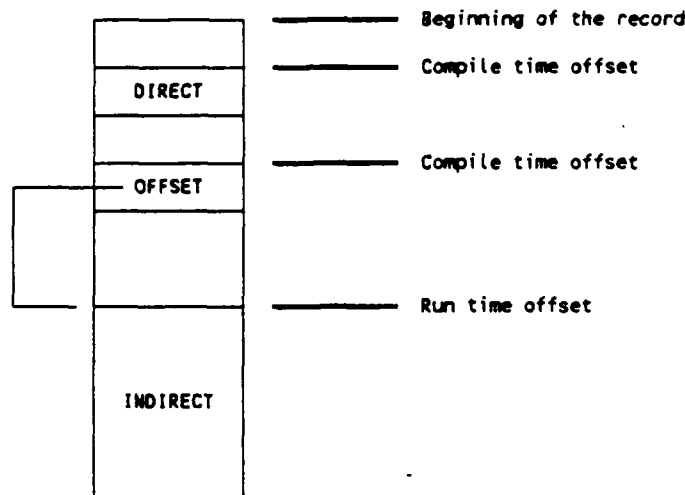 Beginning of the record
Compile time offset
DIRECT
Compile time offset
OFFSET
Run time offset
INDIRECT